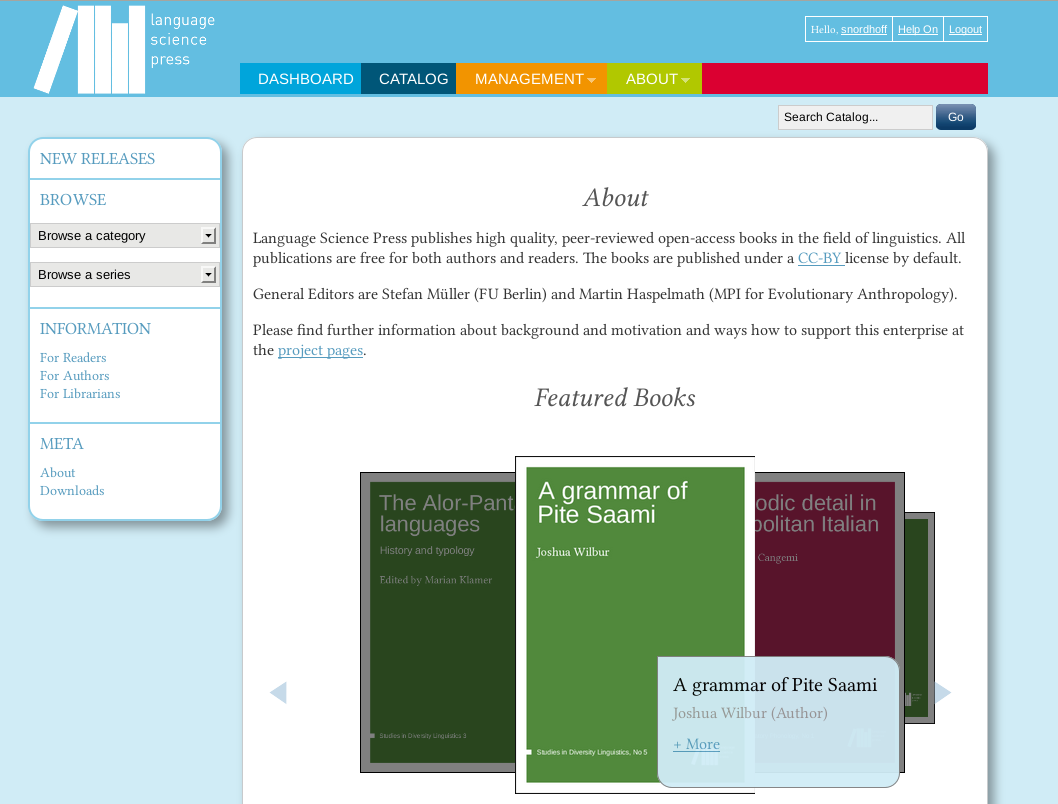 language
science
press
Hello, snordhoff Help On Logout
DASHBOARD CATALOG MANAGEMENT ABOUT
Search Catalog... Go
NEW RELEASES
BROWSE
Browse a category
Browse a series
INFORMATION
For Readers
For Authors
For Librarians
META
About
Downloads
About
Language Science Press publishes high quality, peer-reviewed open-access books in the field of linguistics. All
publications are free for both authors and readers. The books are published under a CC-BY license by default.
General Editors are Stefan Müller (FU Berlin) and Martin Haspelmath (MPI for Evolutionary Anthropology).
Please find further information about background and motivation and ways how to support this enterprise at
the project pages.
Featured Books
The Alor-Pant
languages
History and typology
Edited by Marian Klamer
Studies in Diversity Linguistics 3
A grammar of
Pite Saami
Joshua Wilbur
Studies in Diversity Linguistics, No 5
odic detail in
politan Italian
Cangemi
A grammar of Pite Saami
Joshua Wilbur (Author)
+ More